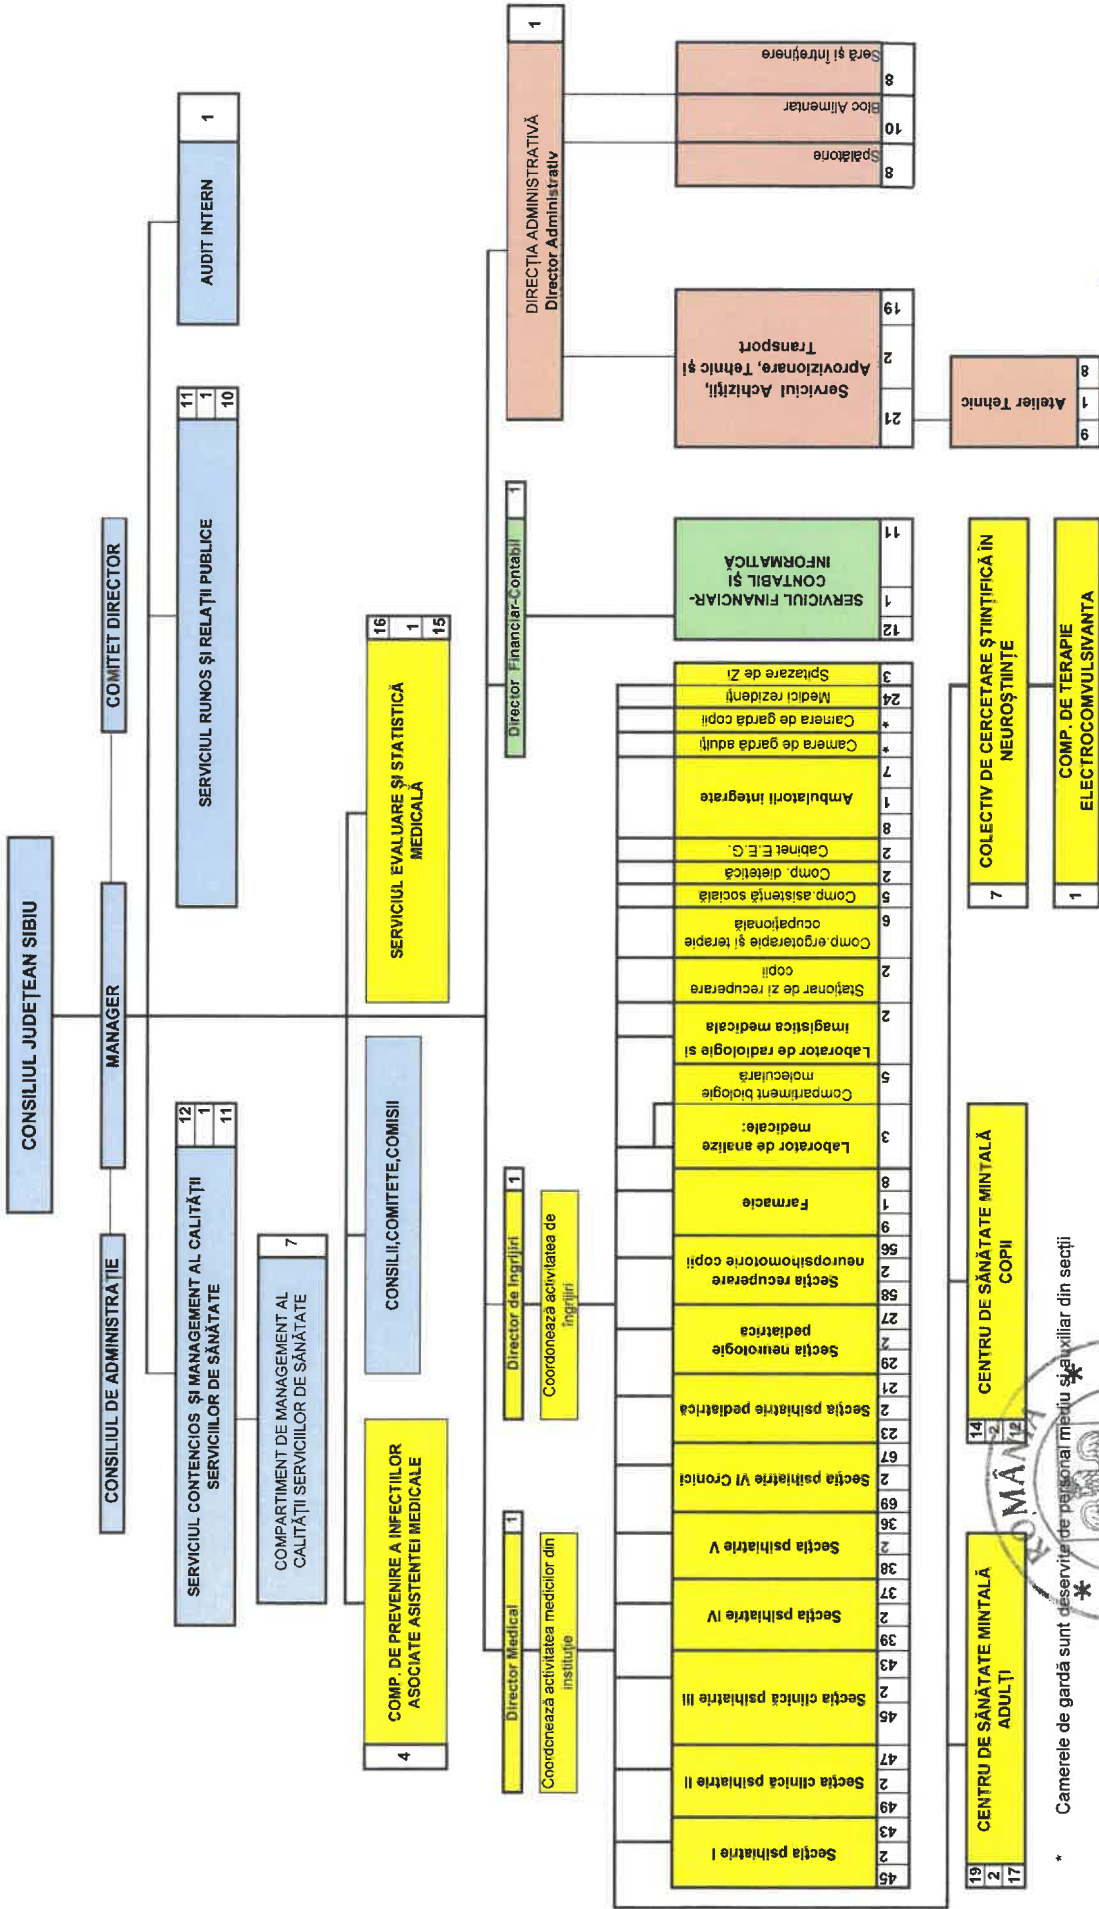 CONSILIUL JUDEȚEAN SIBIU
CONSILIUL DE ADMINISTRAȚIE
MANAGER
COMITET DIRECTOR
SERVICIUL CONTENCIOS ȘI MANAGEMENT AL CALITĂȚII
SERVICIILOR DE SĂNĂTATE
12
1
11
SERVICIUL RUNOS ȘI RELAȚII PUBLICE
11
1
10
AUDIT INTERN
1
COMPARTIMENT DE MANAGEMENT AL
CALITĂȚII SERVICIILOR DE SĂNĂTATE
7
4
COMP. DE PREVENIRE A INFECTIILOR
ASOCIATE ASISTENTEI MEDICALE
CONSILII,COMITETE,COMISII
SERVICIUL EVALUARE ȘI STATISTICĂ
MEDICALĂ
16
1
15
Director Medical
1
Coordonează activitatea medicilor din
instituție
Director de Ingrijiri
1
Coordonează activitatea de
îngrijiri
Director Financiar-Contabil
1
DIRECȚIA ADMINISTRATIVĂ
Director Administrativ
1
Secția psihiatrie I
45
2
43
Secția clinică psihiatrie II
49
2
47
Secția clinică psihiatrie III
45
2
43
Secția psihiatrie IV
39
2
37
Secția psihiatrie V
38
2
36
Secția psihiatrie VI Cronici
69
2
67
Secția psihiatrie pediatrică
23
2
21
Secția neurologie
pediatrica
29
2
27
Secția recuperare
neuropsihomotorie copii
58
2
56
Farmacie
9
1
8
Laborator de analize
medicale:
3
Compartiment biologie
moleculară
5
Laborator de radiologie si
imagistica medicala
2
Staționar de zi recuperare
copii
2
Comp.ergoterapie și terapie
ocupațională
6
Comp.asistență socială
5
Comp. dietetică
2
Cabinet E.E.G.
2
Ambulatorii integrate
8
1
7
Camera de gardă adulți
*
Camera de gardă copii
*
Medici rezidenți
24
Spitazare de Zi
3
SERVICIUL FINANCIAR-
CONTABIL ȘI
INFORMATICĂ
12
1
11
Serviciul Achiziții,
Aprovizionare, Tehnic și
Transport
21
2
19
Spălătorie
8
Bloc Alimentar
10
Seră și întreținere
8
Atelier Tehnic
9
1
8
19
2
17
CENTRU DE SĂNĂTATE MINTALĂ
ADULȚI
14
2
12
CENTRU DE SĂNĂTATE MINTALĂ
COPII
7
COLECTIV DE CERCETARE ȘTIINȚIFICĂ ÎN
NEUROȘTIINȚE
1
COMP. DE TERAPIE
ELECTROCOMVULSIVANTA
* Camerele de gardă sunt deservite de personal mediu si auxiliar din secții
ROMÂNIA